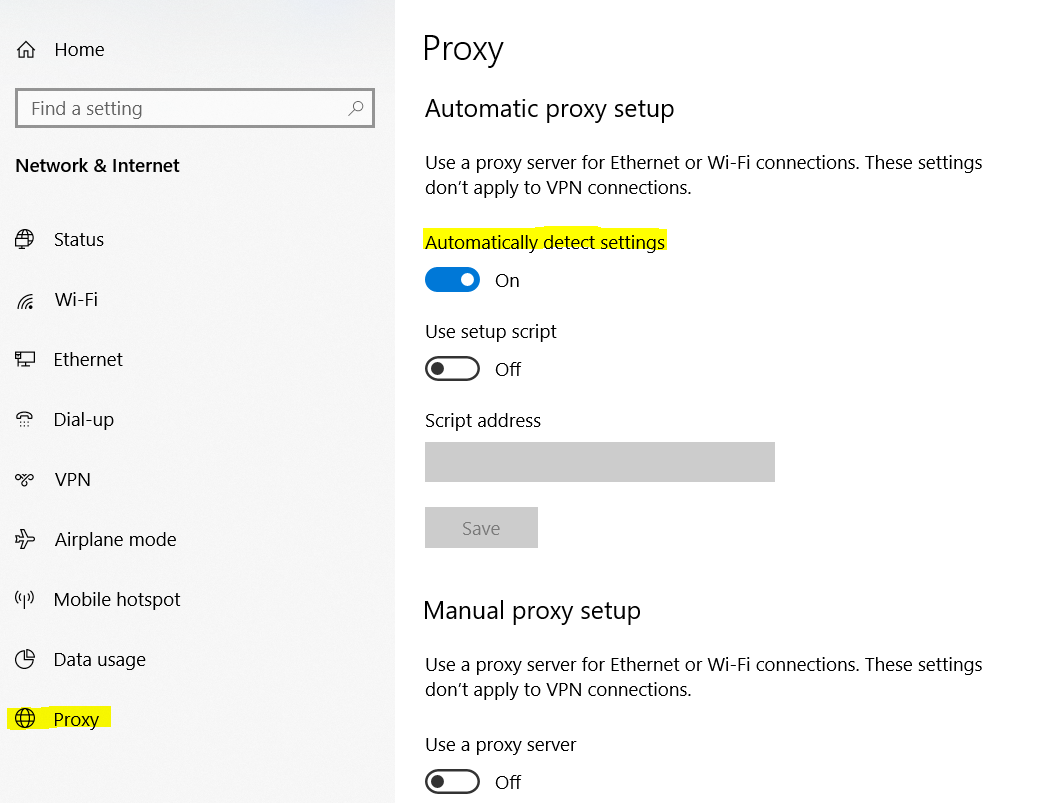 Home
Find a setting
Network & Internet
Status
Wi-Fi
Ethernet
Dial-up
VPN
Airplane mode
Mobile hotspot
Data usage
Proxy
Proxy
Automatic proxy setup
Use a proxy server for Ethernet or Wi-Fi connections. These settings
don’t apply to VPN connections.
Automatically detect settings
On
Use setup script
Off
Script address
Save
Manual proxy setup
Use a proxy server for Ethernet or Wi-Fi connections. These settings
don’t apply to VPN connections.
Use a proxy server
Off